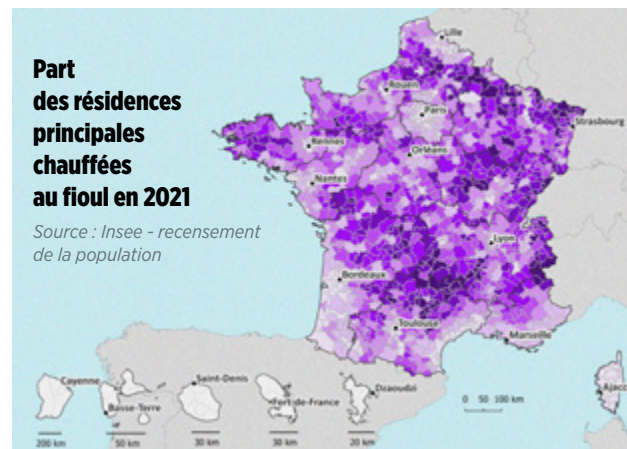 Part
des résidences
principales
chauffées
au fioul en 2021
Source : Insee - recensement
de la population
Lille
Rouen
Paris
Strasbourg
Rennes
Orléans
Nantes
Lyon
Bordeaux
Toulouse
Marseille
Ajacc
Cayenne
Basse-Terre
Saint-Denis
Fort-de-France
Dzaoudzi
0 50 100 km
200 km
50 km
30 km
30 km
20 km